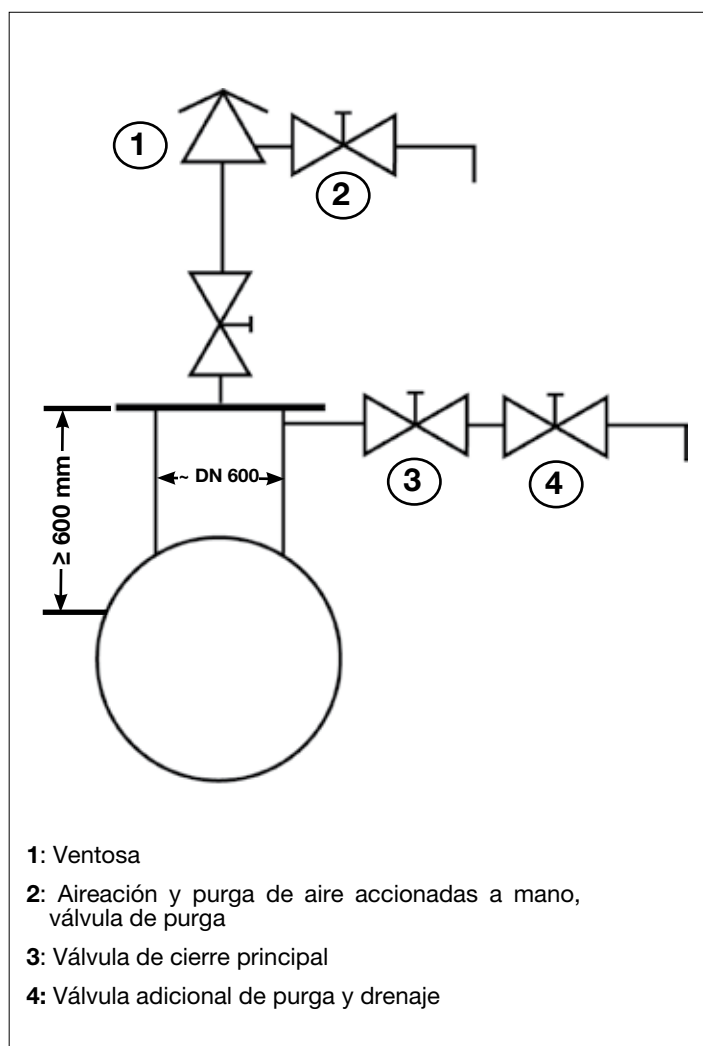 1
2
≥ 600 mm
~ DN 600
3
4
1: Ventosa
2: Aireación y purga de aire accionadas a mano,
válvula de purga
3: Válvula de cierre principal
4: Válvula adicional de purga y drenaje